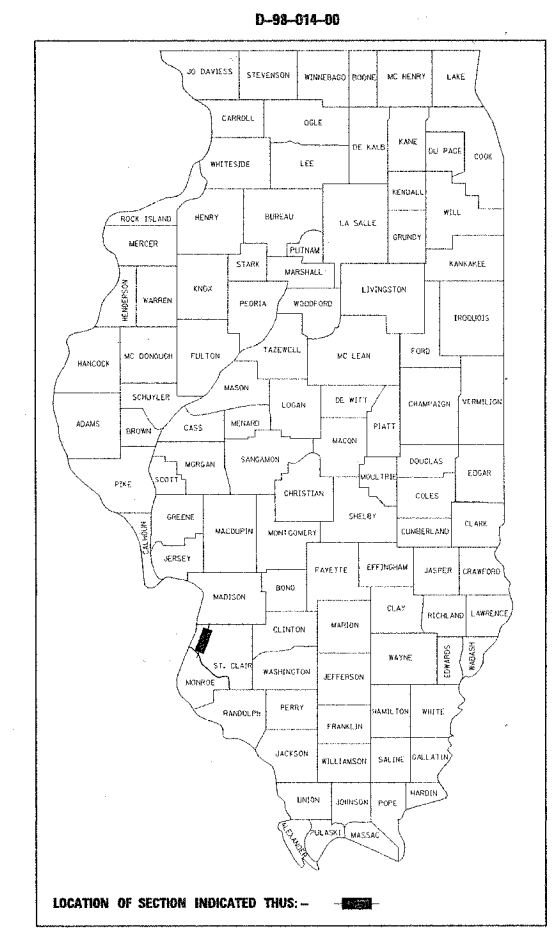 D-98-014-00
JO DAVIESS STEVENSON WINNEBAGO BOONE MC HENRY LAKE
CARROLL OGLE
DE KALB KANE DU PAGE COOK
WHITESIDE LEE
KENDALL WILL
ROCK ISLAND HENRY BUREAU LA SALLE GRUNDY
MERCER PUTNAM
STARK MARSHALL KANKAKEE
HENDERSON WARREN KNOX PEORIA WOODFORD LIVINGSTON IROQUOIS
HANCOCK MC DONOUGH FULTON TAZEWELL MC LEAN FORD
SCHUYLER MASON LOGAN DE WITT CHAMPAIGN VERMILION
ADAMS BROWN CASS MENARD MACON PIATT
PIKE SCOTT MORGAN SANGAMON MOULTRIE DOUGLAS EDGAR
CHRISTIAN COLES
CALHOUN GREENE MACOUPIN MONTGOMERY SHELBY CUMBERLAND CLARK
JERSEY FAYETTE EFFINGHAM JASPER CRAWFORD
MADISON BOND CLAY RICHLAND LAWRENCE
CLINTON MARION
ST. CLAIR WAYNE EDWARDS WABASH
MONROE WASHINGTON JEFFERSON
RANDOLPH PERRY HAMILTON WHITE
FRANKLIN
JACKSON WILLIAMSON SALINE GALLATIN
UNION JOHNSON POPE HARDIN
ALEXANDER PULASKI MASSAC
LOCATION OF SECTION INDICATED THUS:-